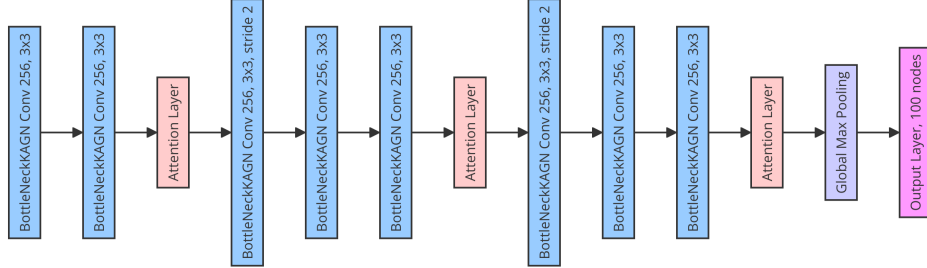 BottleNeckKAGN Conv 256, 3x3
BottleNeckKAGN Conv 256, 3x3
Attention Layer
BottleNeckKAGN Conv 256, 3x3, stride 2
BottleNeckKAGN Conv 256, 3x3
BottleNeckKAGN Conv 256, 3x3
Attention Layer
BottleNeckKAGN Conv 256, 3x3, stride 2
BottleNeckKAGN Conv 256, 3x3
BottleNeckKAGN Conv 256, 3x3
Attention Layer
Global Max Pooling
Output Layer, 100 nodes